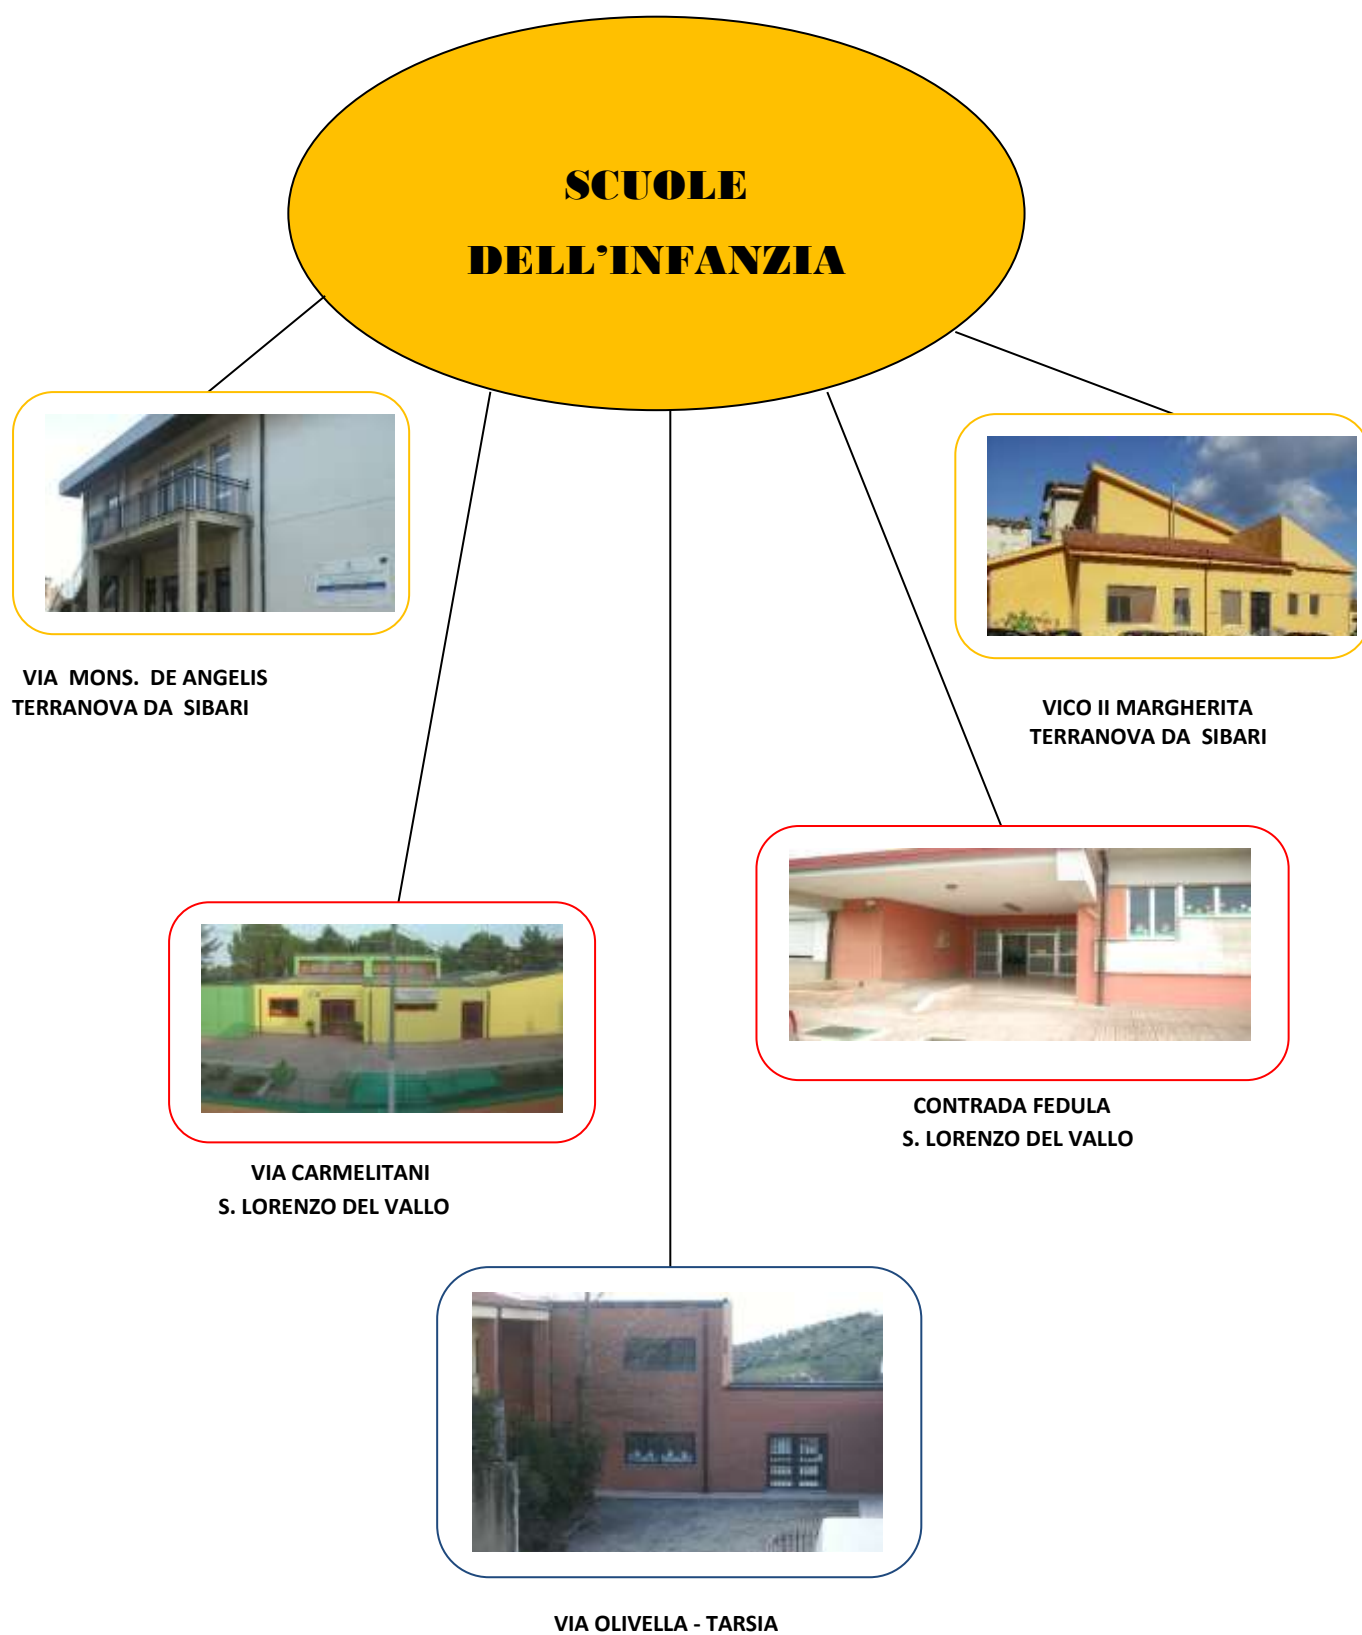 SCUOLE
DELL’INFANZIA
VIA MONS. DE ANGELIS
TERRANOVA DA SIBARI
VICO II MARGHERITA
TERRANOVA DA SIBARI
CONTRADA FEDULA
S. LORENZO DEL VALLO
VIA CARMELITANI
S. LORENZO DEL VALLO
VIA OLIVELLA - TARSIA